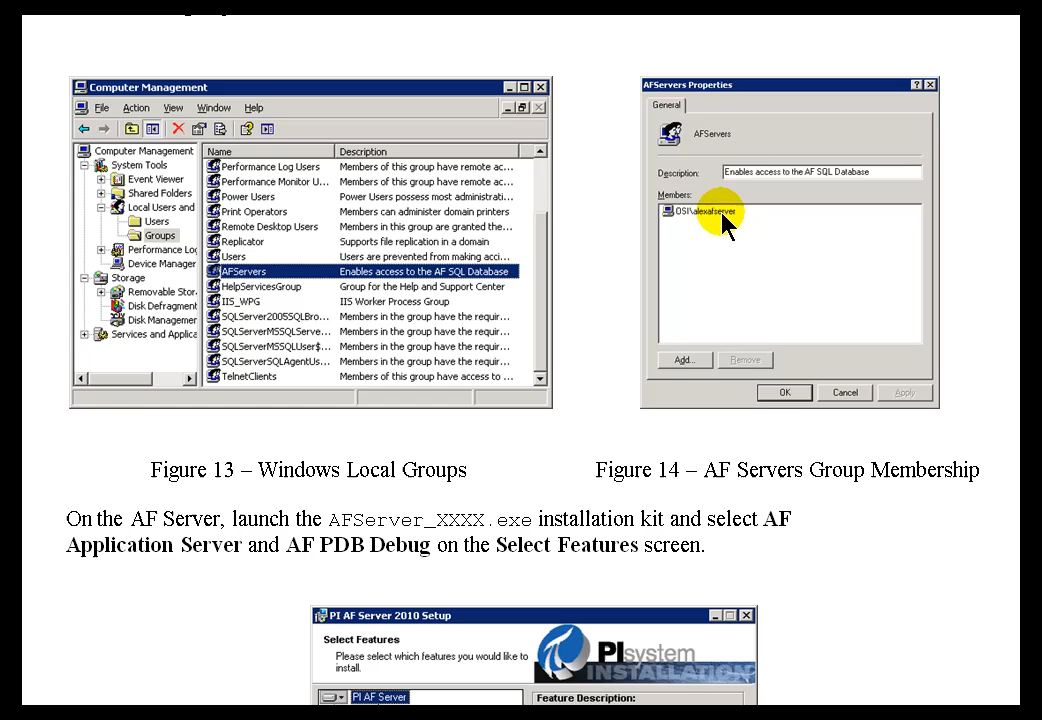 Computer Management
File Action View Window Help
Computer Management
System Tools
Event Viewer
Shared Folders
Local Users and
Users
Groups
Performance Log
Device Manager
Storage
Removable Stor
Disk Defragment
Disk Managemen
Services and Applica
Name Description
Performance Log Users Members of this group have remote ac...
Performance Monitor U... Members of this group have remote ac...
Power Users Power Users possess most administrati...
Print Operators Members can administer domain printers
Remote Desktop Users Members in this group are granted the...
Replicator Supports file replication in a domain
Users Users are prevented from making acci...
AFServers Enables access to the AF SQL Database
HelpServicesGroup Group for the Help and Support Center
IIS_WPG IIS Worker Process Group
SQLServer2005SQLBro... Members in the group have the requir...
SQLServerMSSQLServe... Members in the group have the requir...
SQLServerMSSQLUser$... Members in the group have the requir...
SQLServerSQLAgentUs... Members in the group have the requir...
TelnetClients Members of this group have access to ...
AFServers Properties
General
AFServers
Description: Enables access to the AF SQL Database
Members:
OSI\alexafserver
Add... Remove
OK Cancel Apply
Figure 13 – Windows Local Groups
Figure 14 – AF Servers Group Membership
On the AF Server, launch the AFServer_XXXX.exe installation kit and select AF
Application Server and AF PDB Debug on the Select Features screen.
PI AF Server 2010 Setup
Select Features
Please select which features you would like to
install.
PIsystem
INSTALLATION
PI AF Server
Feature Description: